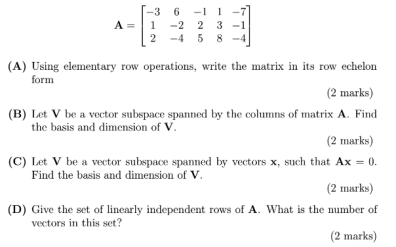 A = [ -3 6 -1 1 -7
1 -2 2 3 -1
2 -4 5 8 -4 ]
(A) Using elementary row operations, write the matrix in its row echelon
form
(2 marks)
(B) Let V be a vector subspace spanned by the columns of matrix A. Find
the basis and dimension of V.
(2 marks)
(C) Let V be a vector subspace spanned by vectors x, such that Ax = 0.
Find the basis and dimension of V.
(2 marks)
(D) Give the set of linearly independent rows of A. What is the number of
vectors in this set?
(2 marks)